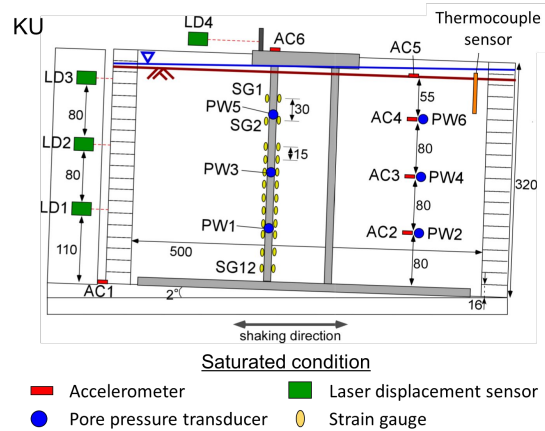 KU
LD4
AC6
Thermocouple
sensor
AC5
LD3
SG1
PW5
30
55
SG2
AC4
PW6
80
LD2
15
80
PW3
AC3
PW4
80
320
LD1
80
PW1
AC2
PW2
500
110
80
SG12
AC1
2°
16
shaking direction
Saturated condition
Accelerometer
Laser displacement sensor
Pore pressure transducer
Strain gauge